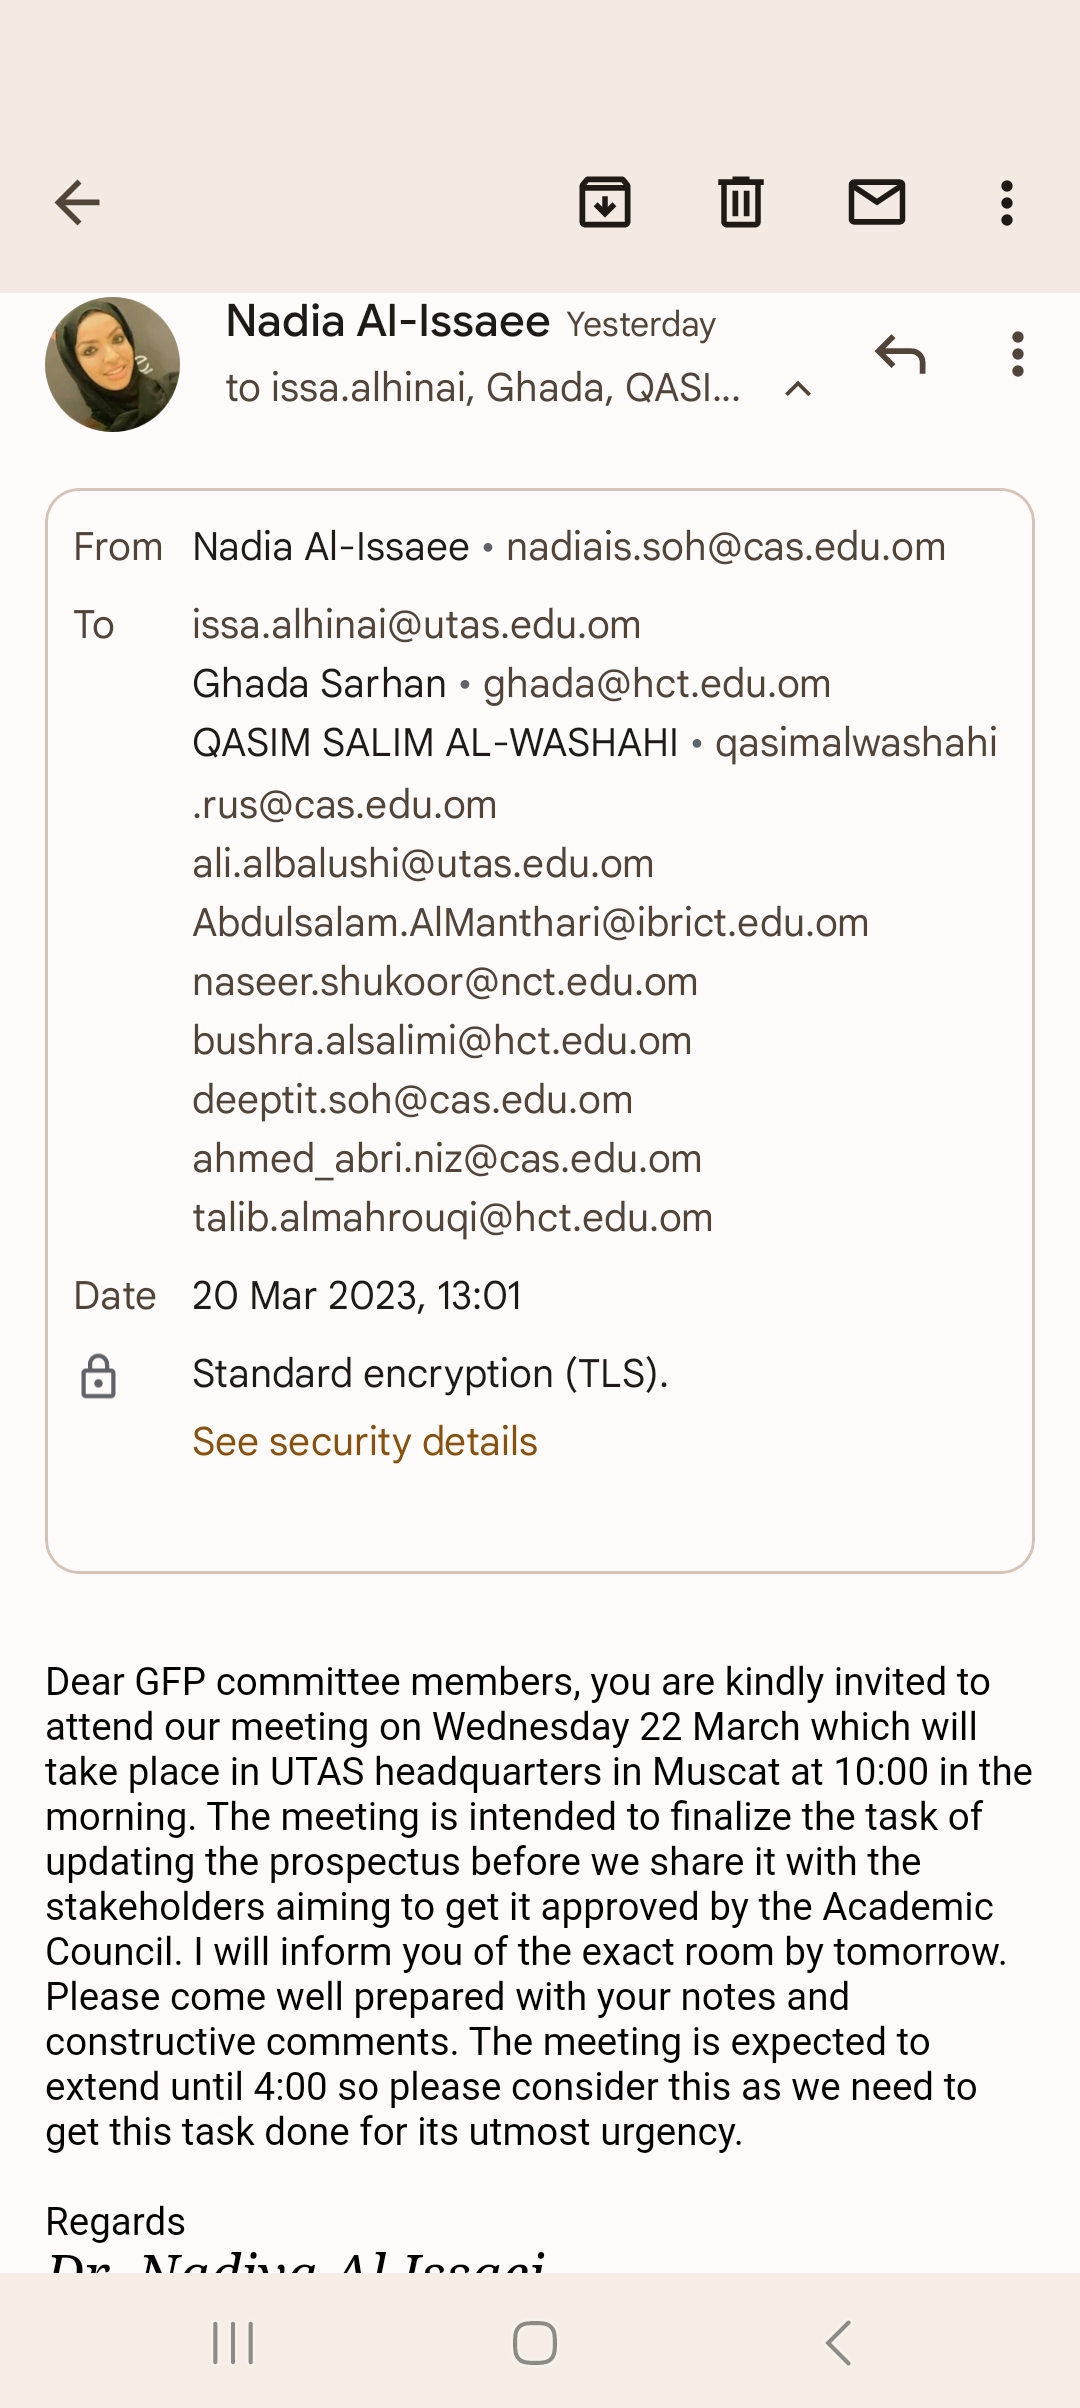 Nadia Al-Issaee Yesterday
to issa.alhinai, Ghada, QASI...
From Nadia Al-Issaee • nadiais.soh@cas.edu.om
To issa.alhinai@utas.edu.om
Ghada Sarhan • ghada@hct.edu.om
QASIM SALIM AL-WASHAHI • qasimalwashahi
.rus@cas.edu.om
ali.albalushi@utas.edu.om
Abdulsalam.AlManthari@ibrict.edu.om
naseer.shukoor@nct.edu.om
bushra.alsalimi@hct.edu.om
deeptit.soh@cas.edu.om
ahmed_abri.niz@cas.edu.om
talib.almahrouqi@hct.edu.om
Date 20 Mar 2023, 13:01
Standard encryption (TLS).
See security details
Dear GFP committee members, you are kindly invited to
attend our meeting on Wednesday 22 March which will
take place in UTAS headquarters in Muscat at 10:00 in the
morning. The meeting is intended to finalize the task of
updating the prospectus before we share it with the
stakeholders aiming to get it approved by the Academic
Council. I will inform you of the exact room by tomorrow.
Please come well prepared with your notes and
constructive comments. The meeting is expected to
extend until 4:00 so please consider this as we need to
get this task done for its utmost urgency.
Regards
Dr. Nadiya Al Issaei